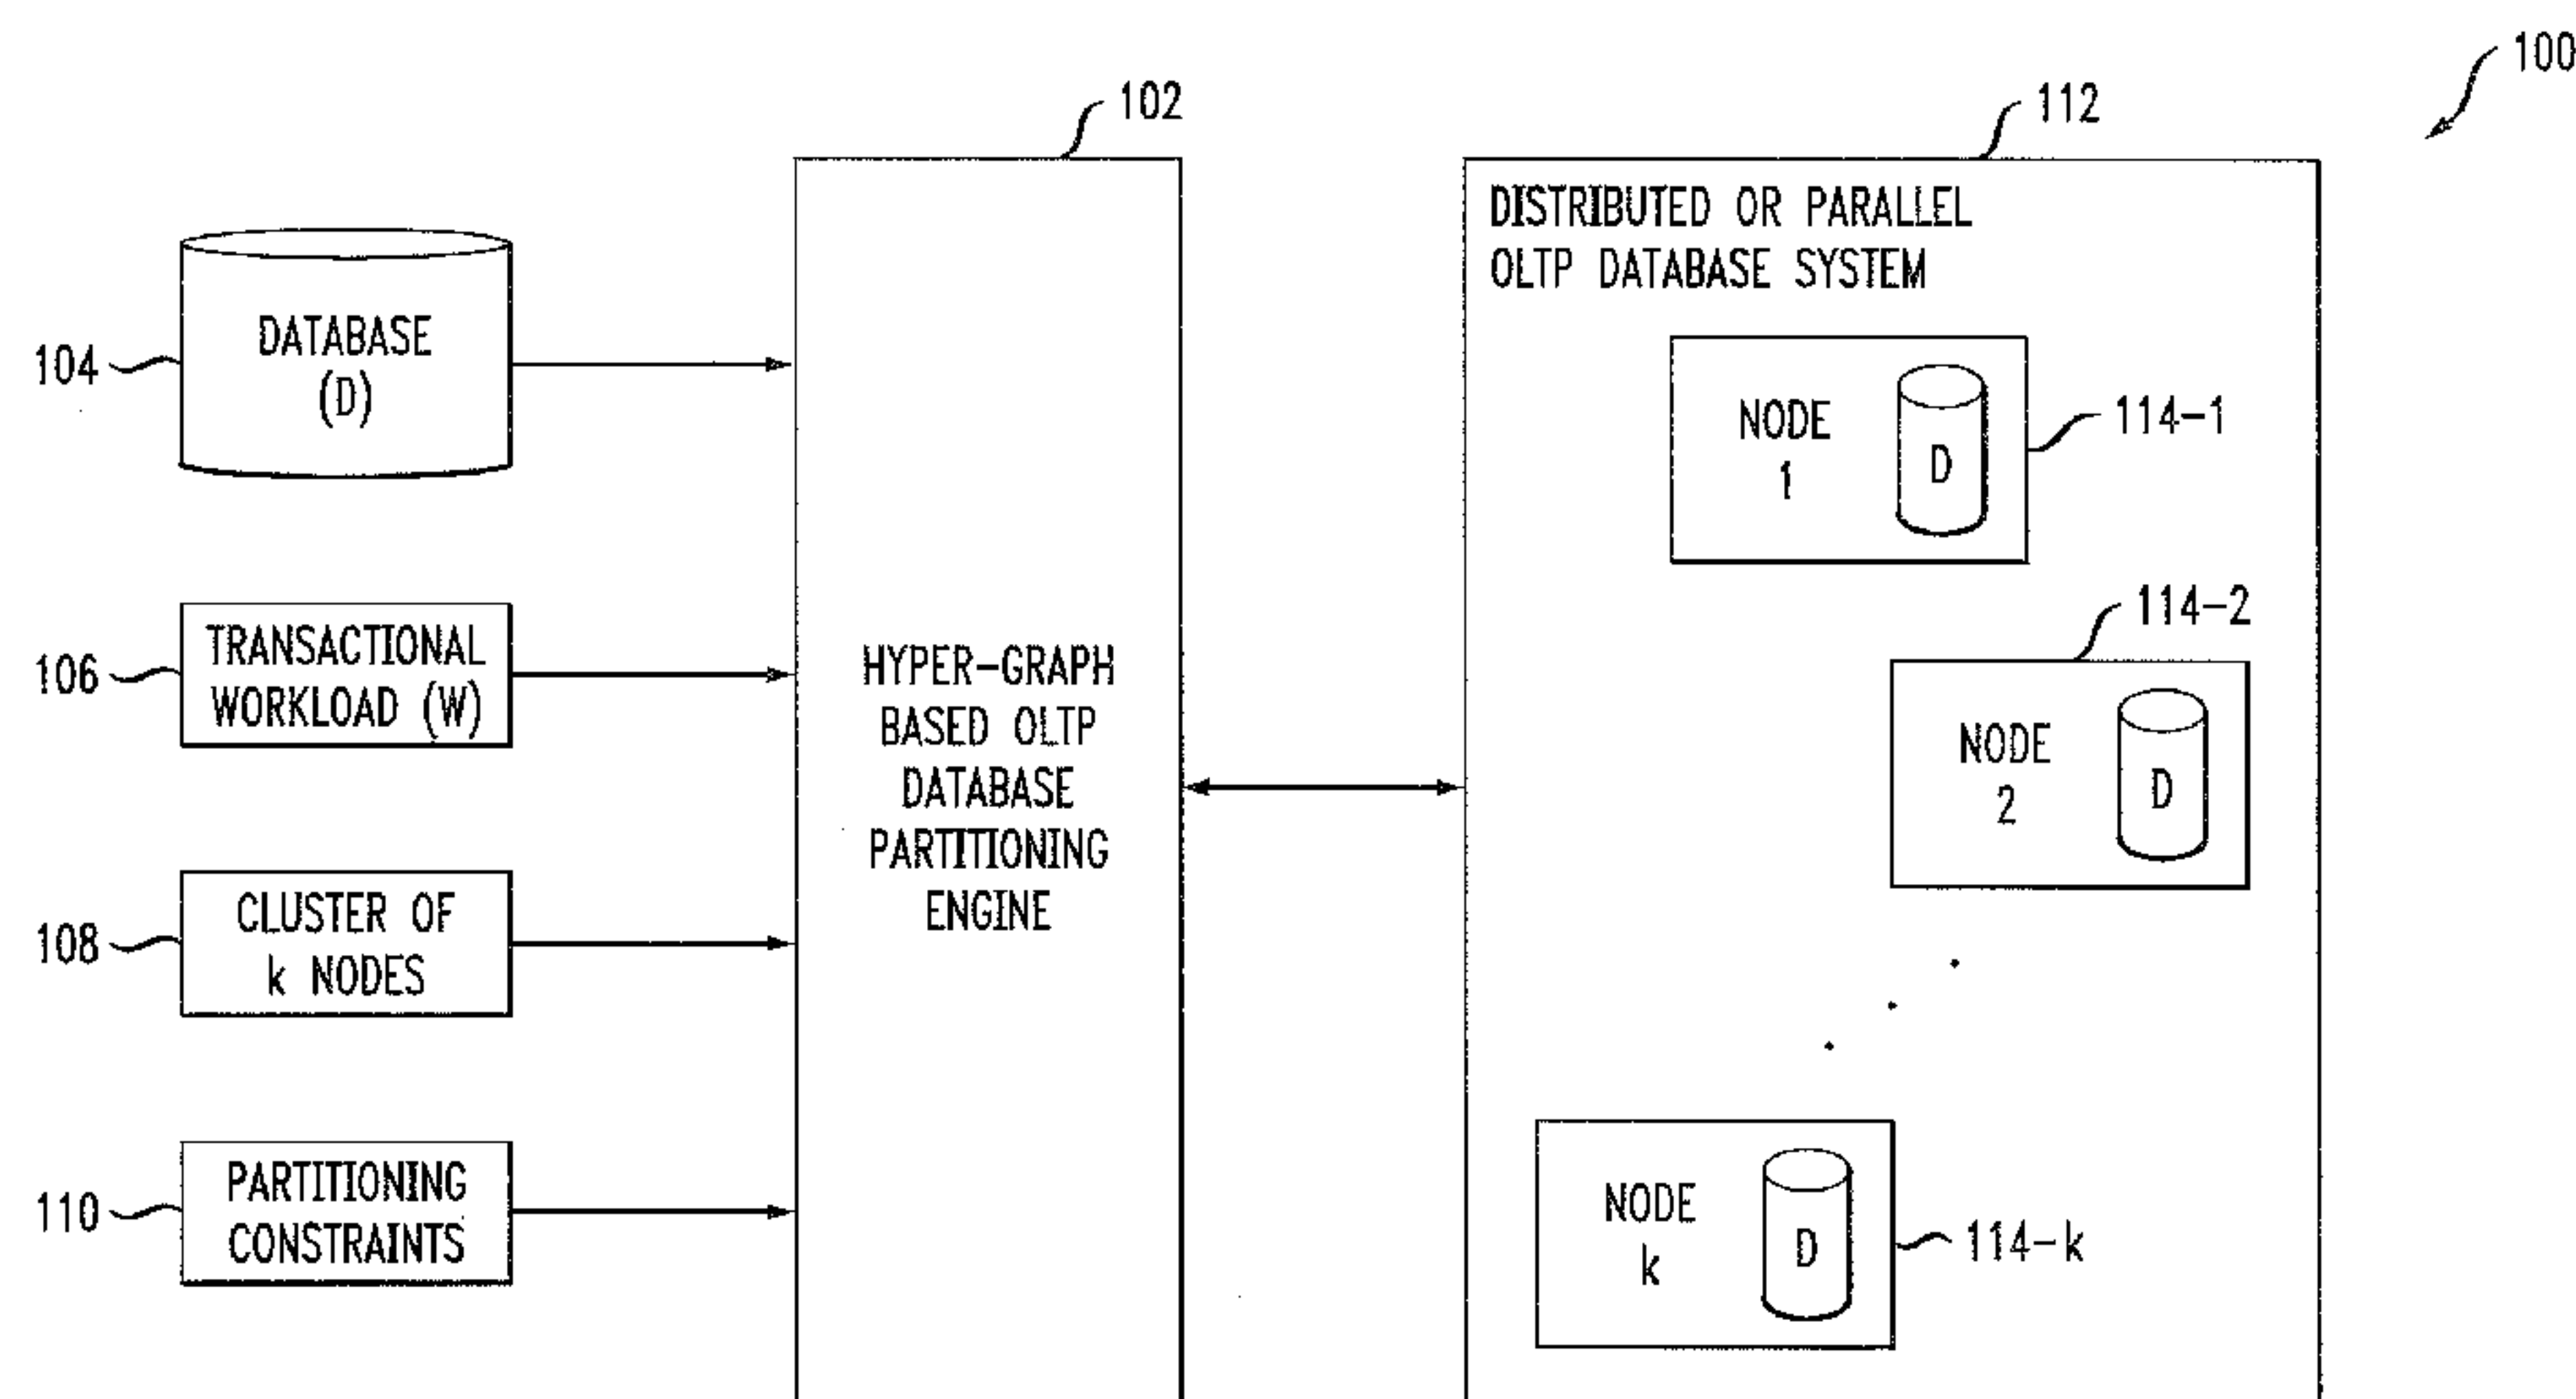 100
102
112
DISTRIBUTED OR PARALLEL
OLTP DATABASE SYSTEM
104
DATABASE
(D)
NODE
1
D
114-1
106
TRANSACTIONAL
WORKLOAD (W)
HYPER-GRAPH
BASED OLTP
DATABASE
PARTITIONING
ENGINE
114-2
NODE
2
D
108
CLUSTER OF
k NODES
110
PARTITIONING
CONSTRAINTS
NODE
k
D
114-k